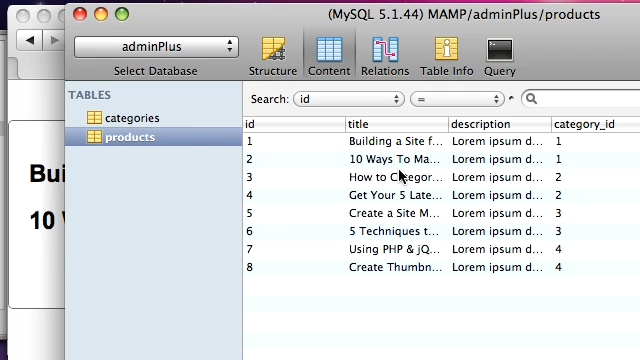 (MySQL 5.1.44) MAMP/adminPlus/products
adminPlus
Select Database
Structure
Content
Relations
Table Info
Query
TABLES
categories
products
Search: id =
id title description category_id
1 Building a Site f... Lorem ipsum d... 1
2 10 Ways To Ma... Lorem ipsum d... 1
3 How to Categor... Lorem ipsum d... 2
4 Get Your 5 Late... Lorem ipsum d... 2
5 Create a Site M... Lorem ipsum d... 3
6 5 Techniques t... Lorem ipsum d... 3
7 Using PHP & jQ... Lorem ipsum d... 4
8 Create Thumbn... Lorem ipsum d... 4
Bui
10